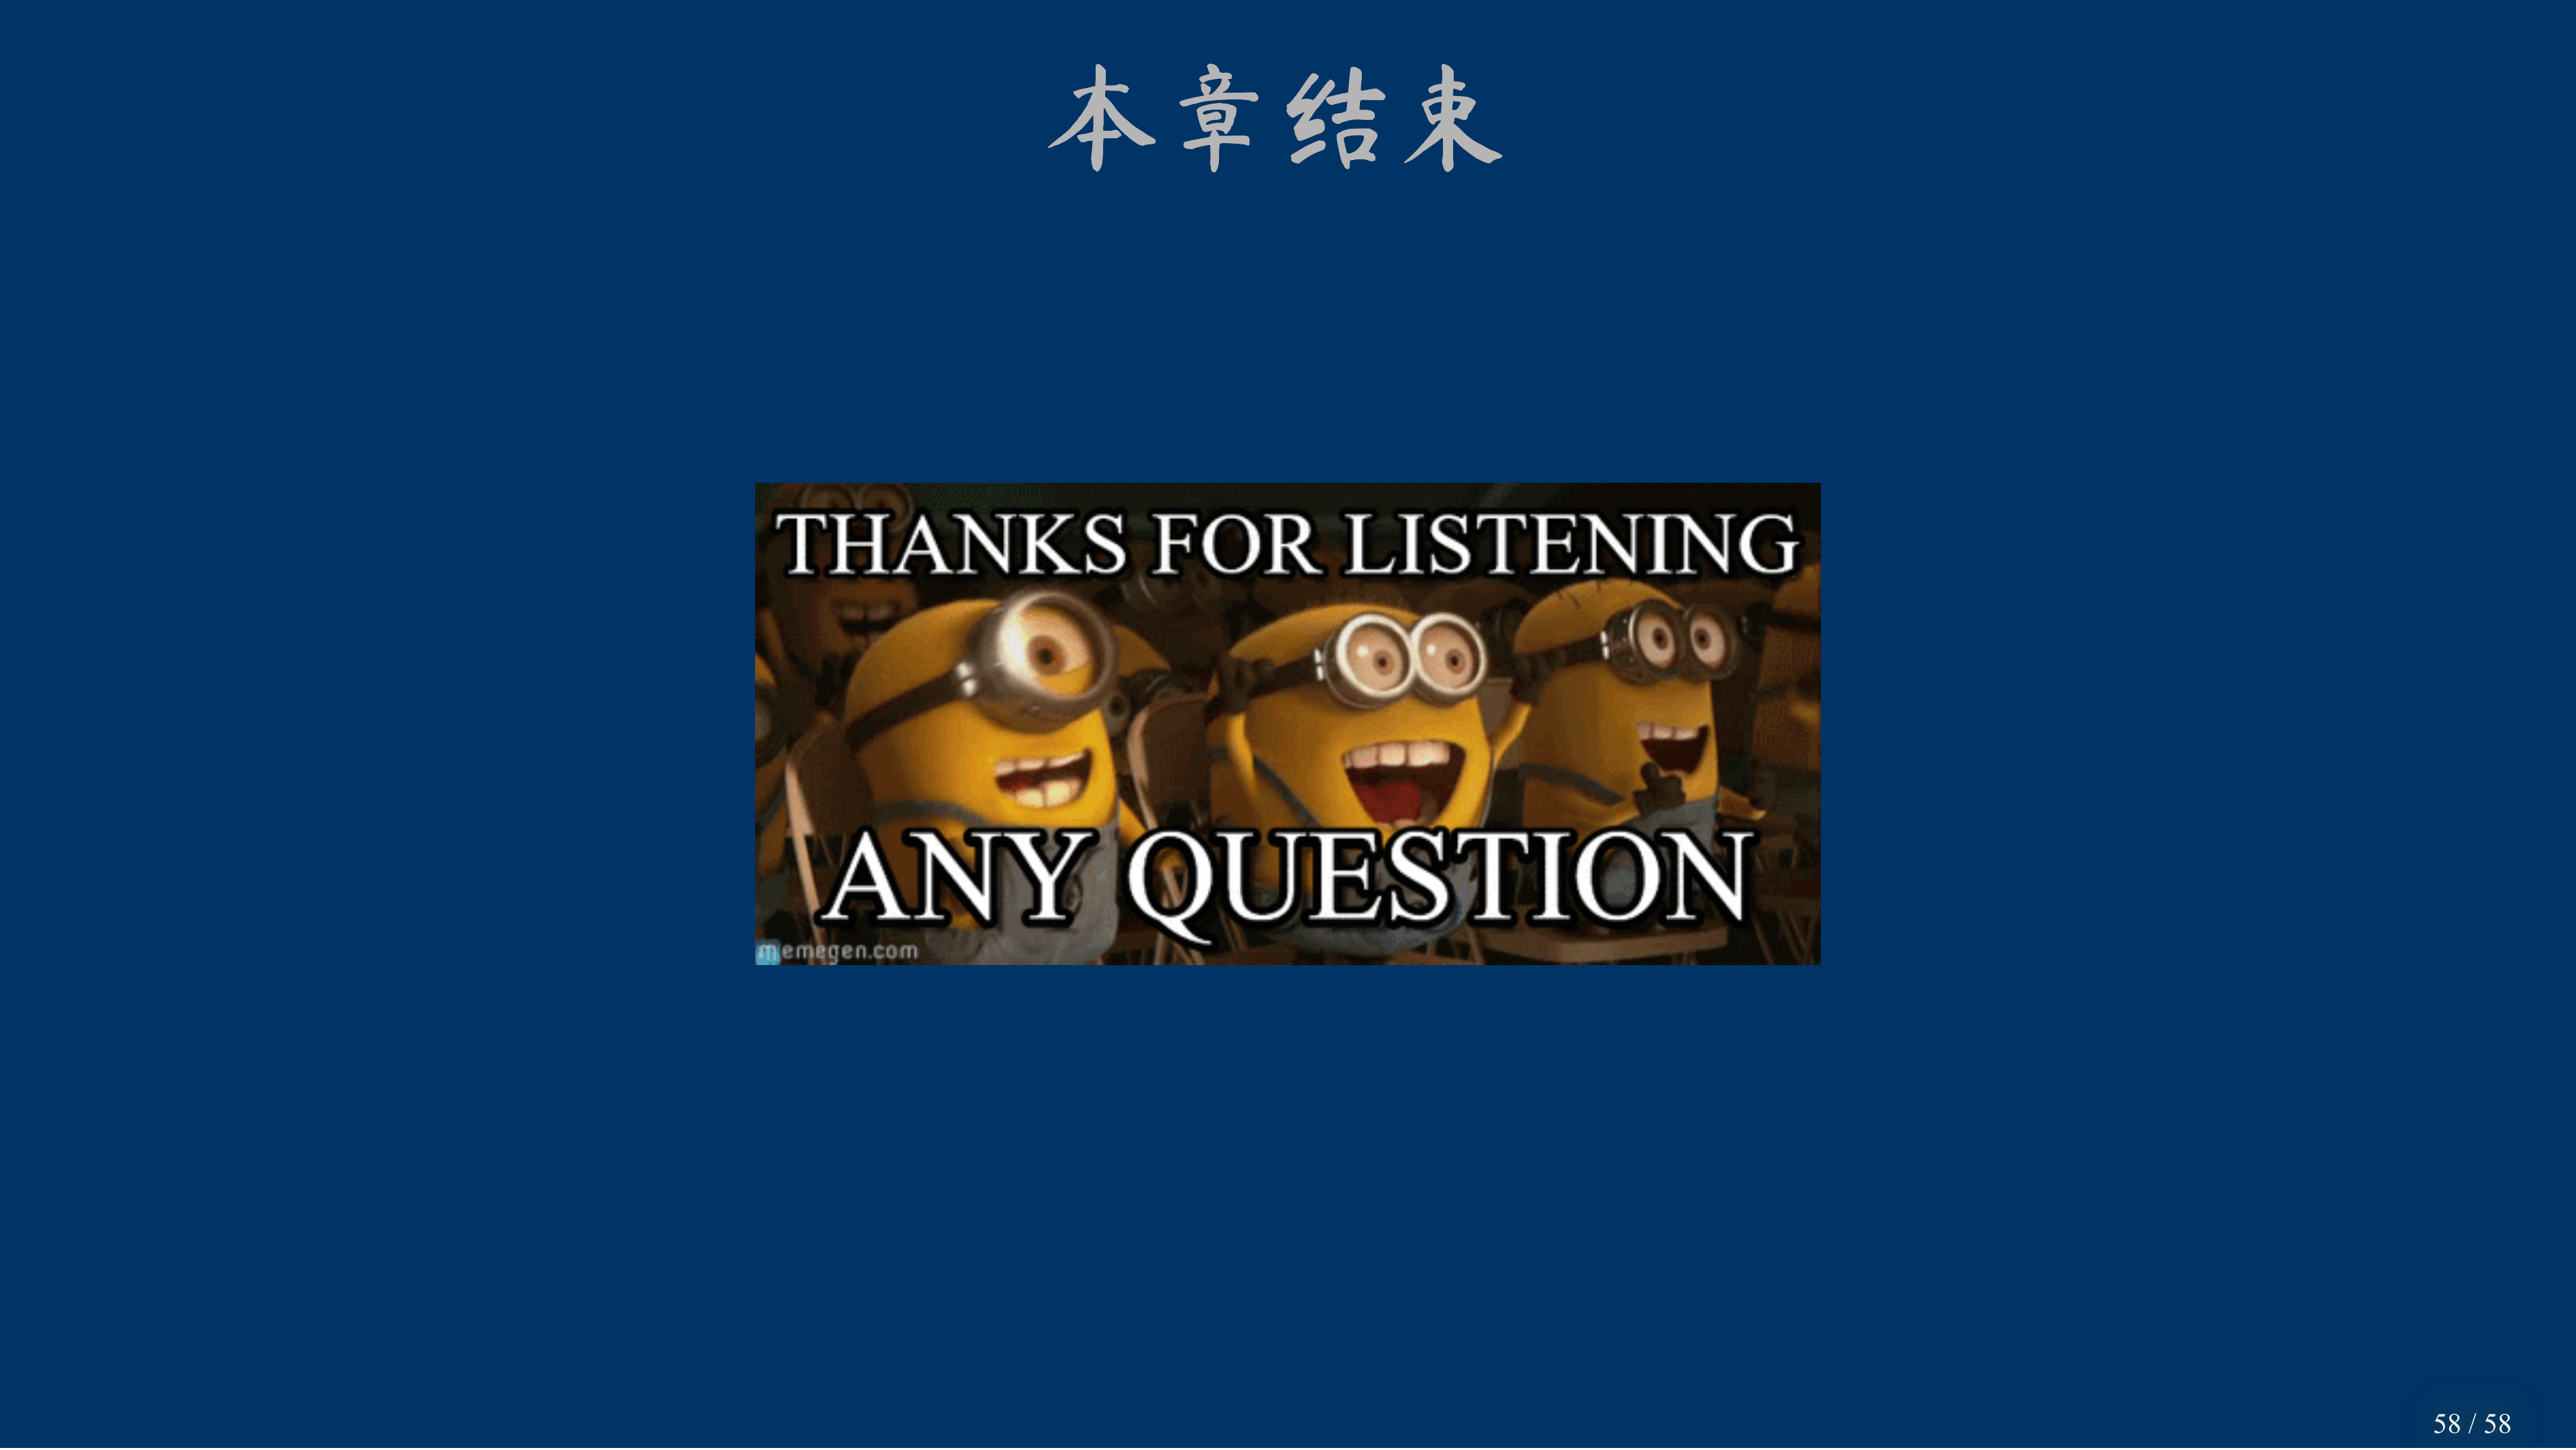 本章结束
THANKS FOR LISTENING
ANY QUESTION
memegen.com
58 / 58